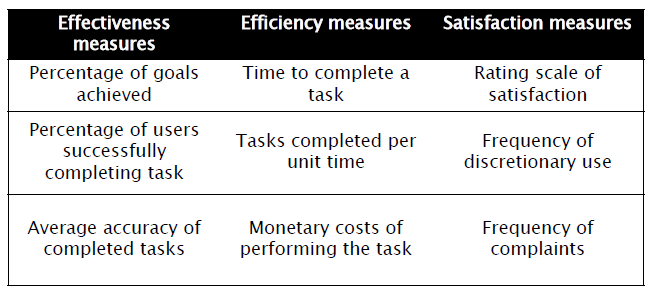 Effectiveness measures
Efficiency measures
Satisfaction measures
Percentage of goals
achieved
Time to complete a
task
Rating scale of
satisfaction
Percentage of users
successfully
completing task
Tasks completed per
unit time
Frequency of
discretionary use
Average accuracy of
completed tasks
Monetary costs of
performing the task
Frequency of
complaints